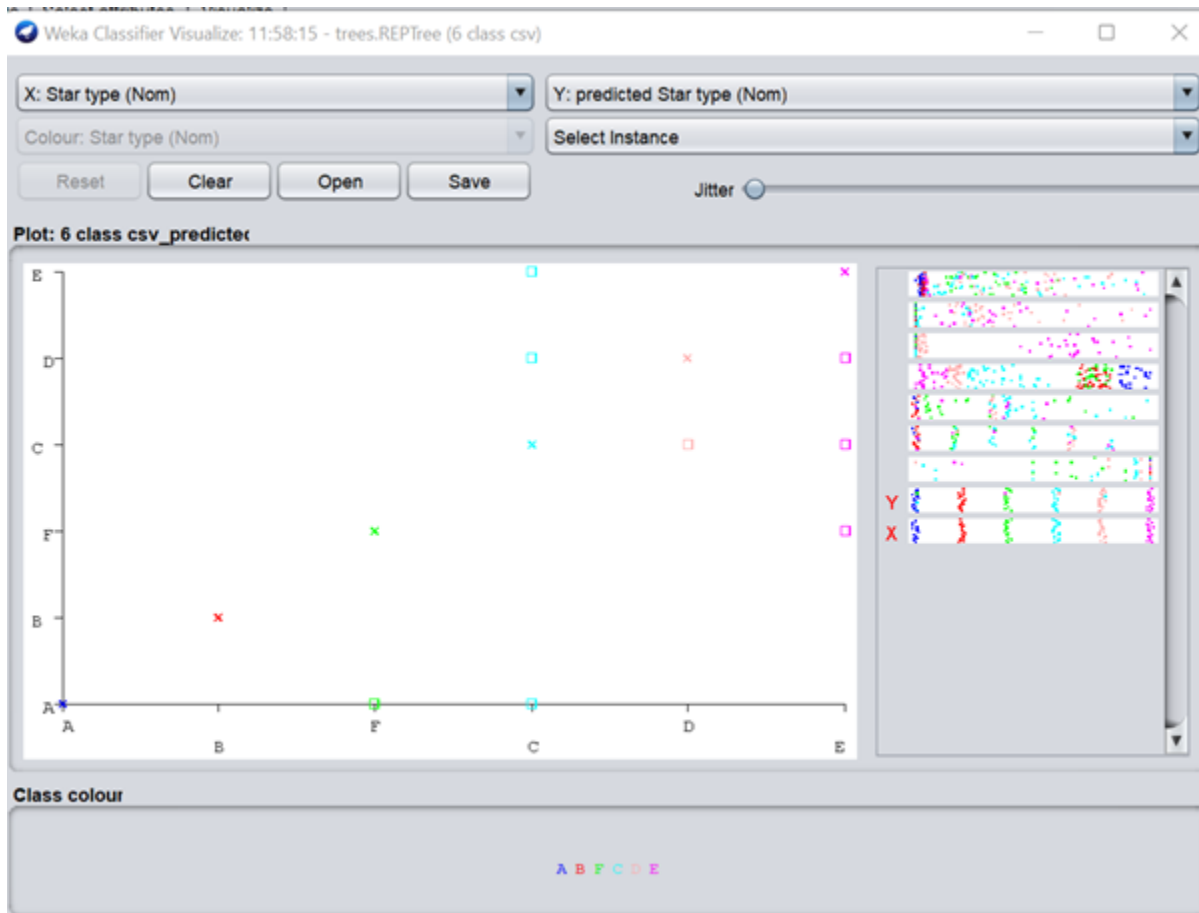 Weka Classifier Visualize: 11:58:15 - trees.REPTree (6 class csv)
X: Star type (Nom)
Y: predicted Star type (Nom)
Colour: Star type (Nom)
Select Instance
Reset Clear Open Save
Jitter
Plot: 6 class csv_predicted
E
D
C
F
B
A
Y
X
A B F C D E
Class colour
A B F C D E